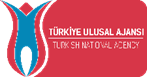 TÜRKİYE ULUSAL AJANSI
TURKISH NATIONAL AGENCY